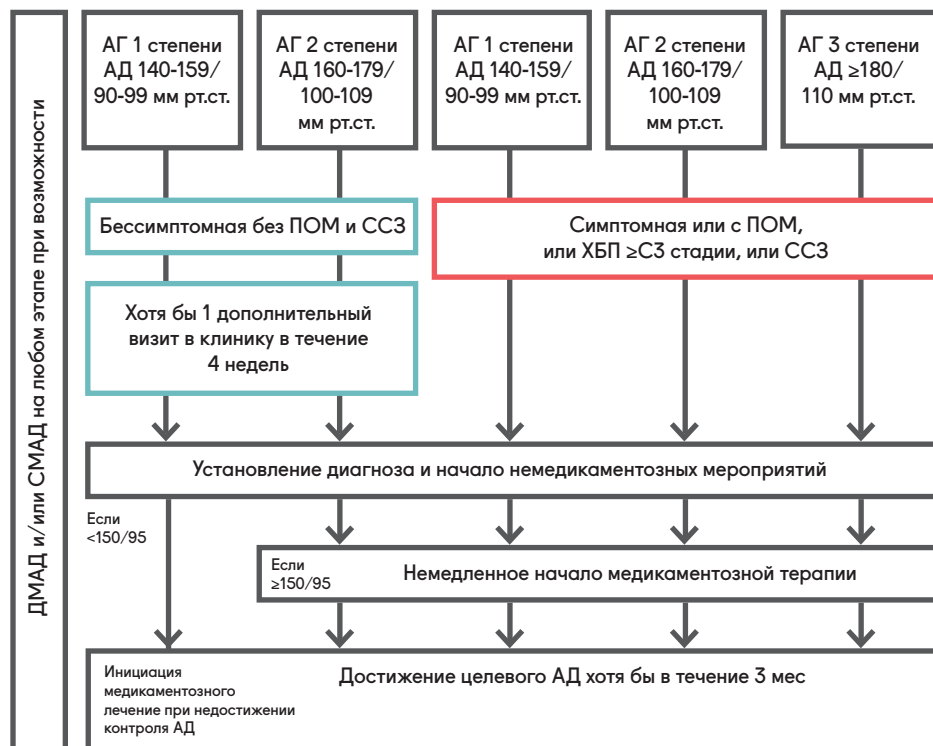 ДМАД и/или СМАД на любом этапе при возможности
АГ 1 степени
АД 140-159/
90-99 мм рт.ст.
АГ 2 степени
АД 160-179/
100-109
мм рт.ст.
АГ 1 степени
АД 140-159/
90-99 мм рт.ст.
АГ 2 степени
АД 160-179/
100-109
мм рт.ст.
АГ 3 степени
АД ≥180/
110 мм рт.ст.
Бессимптомная без ПОМ и ССЗ
Симптомная или с ПОМ,
или ХБП ≥С3 стадии, или ССЗ
Хотя бы 1 дополнительный
визит в клинику в течение
4 недель
Установление диагноза и начало немедикаментозных мероприятий
Если
<150/95
Если
≥150/95
Немедленное начало медикаментозной терапии
Инициация
медикаментозного
лечение при недостижении
контроля АД
Достижение целевого АД хотя бы в течение 3 мес